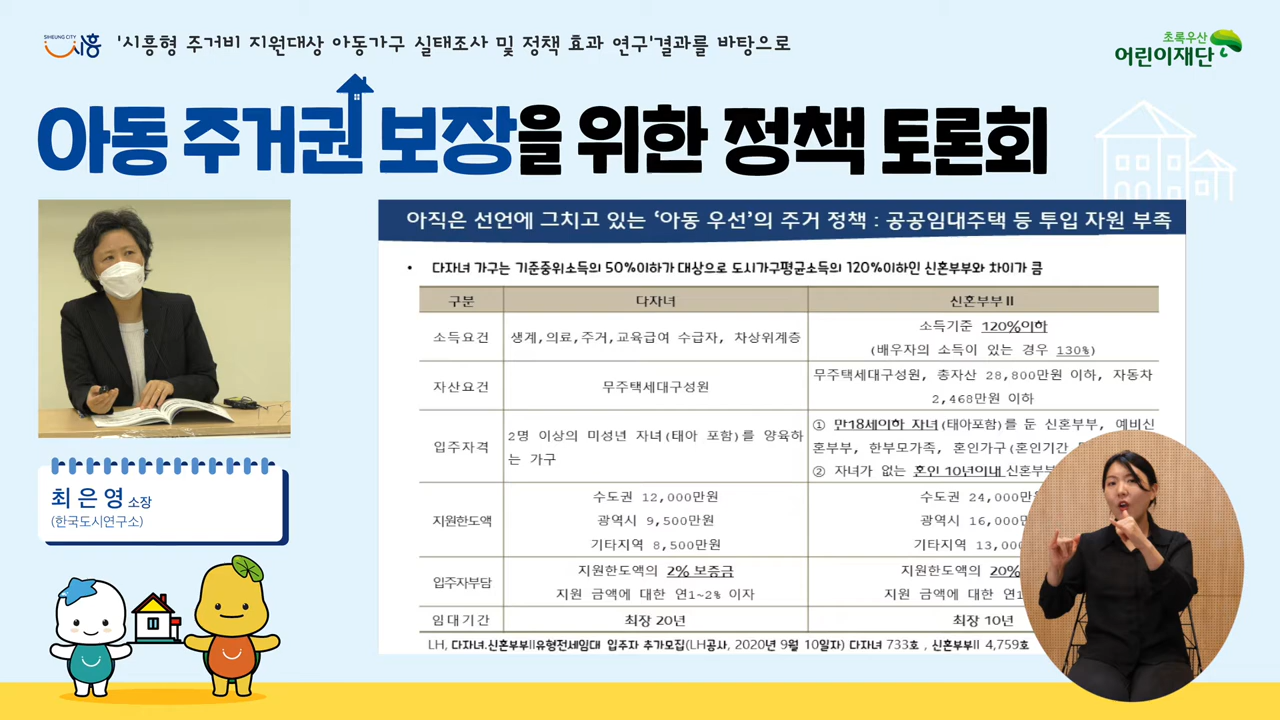 SIHEUNG CITY
시흥
'시흥형 주거비 지원대상 아동가구 실태조사 및 정책 효과 연구'결과를 바탕으로
초록우산
어린이재단
아동 주거권 보장을 위한 정책 토론회
아직은 선언에 그치고 있는 '아동 우선'의 주거 정책 : 공공임대주택 등 투입 자원 부족
• 다자녀 가구는 기준중위소득의 50%이하가 대상으로 도시가구평균소득의 120%이하인 신혼부부와 차이가 큼
구분 다자녀 신혼부부Ⅱ
소득요건 생계,의료,주거,교육급여 수급자, 차상위계층 소득기준 120%이하
(배우자의 소득이 있는 경우 130%)
자산요건 무주택세대구성원 무주택세대구성원, 총자산 28,800만원 이하, 자동차
2,468만원 이하
입주자격 2명 이상의 미성년 자녀(태아 포함)를 양육하
는 가구
① 만18세이하 자녀(태아포함)를 둔 신혼부부, 예비신
혼부부, 한부모가족, 혼인가구(혼인기간
② 자녀가 없는 혼인 10년이내 신혼부부
지원한도액 수도권 12,000만원 수도권 24,000만
광역시 9,500만원 광역시 16,000만
기타지역 8,500만원 기타지역 13,00
입주자부담 지원한도액의 2% 보증금 지원한도액의 20%
지원 금액에 대한 연1~2% 이자 지원 금액에 대한 연1
임대기간 최장 20년 최장 10년
LH, 다자녀.신혼부부Ⅱ유형전세임대 입주자 추가모집(LH공사, 2020년 9월 10일자) 다자녀 733호 , 신혼부부Ⅱ 4,759호
최은영 소장
(한국도시연구소)